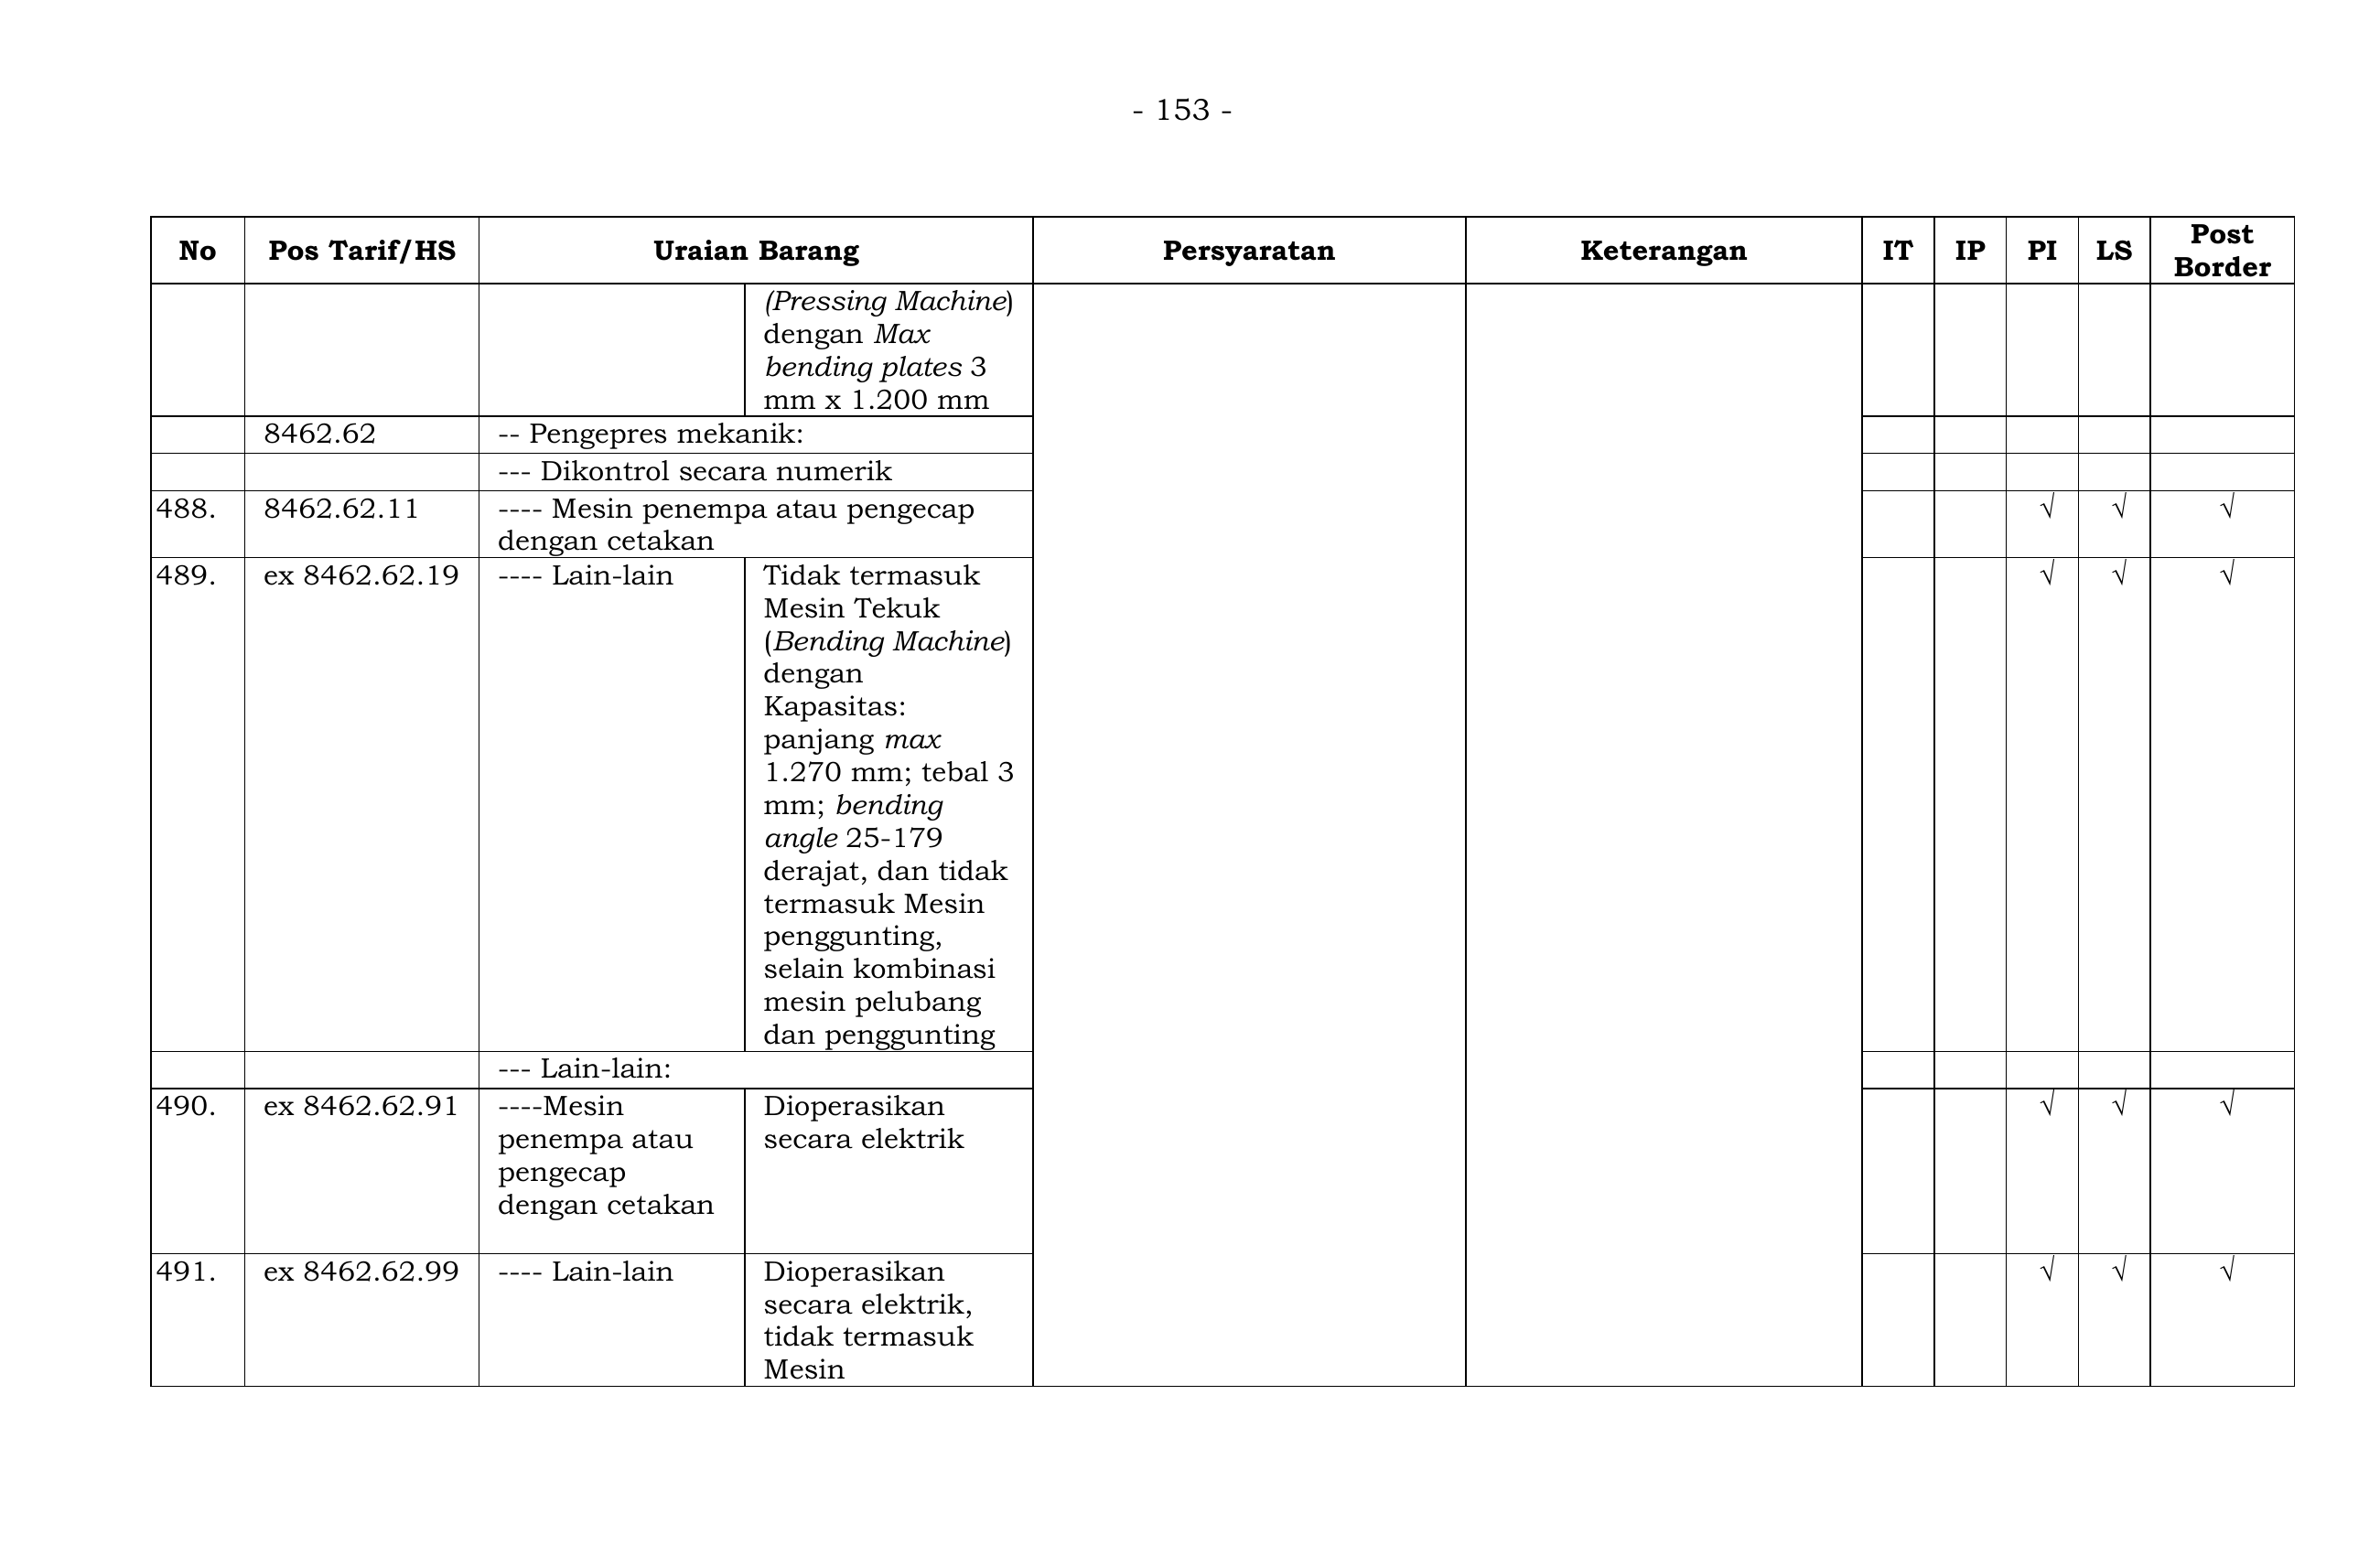 - 153 -
No Pos Tarif/HS Uraian Barang Persyaratan Keterangan IT IP PI LS Post Border
(Pressing Machine)
dengan Max
bending plates 3
mm x 1.200 mm
8462.62 -- Pengepres mekanik:
--- Dikontrol secara numerik
488. 8462.62.11 ---- Mesin penempa atau pengecap √ √ √
dengan cetakan
489. ex 8462.62.19 ---- Lain-lain Tidak termasuk √ √ √
Mesin Tekuk
(Bending Machine)
dengan
Kapasitas:
panjang max
1.270 mm; tebal 3
mm; bending
angle 25-179
derajat, dan tidak
termasuk Mesin
penggunting,
selain kombinasi
mesin pelubang
dan penggunting
--- Lain-lain:
490. ex 8462.62.91 ----Mesin Dioperasikan √ √ √
penempa atau secara elektrik
pengecap
dengan cetakan
491. ex 8462.62.99 ---- Lain-lain Dioperasikan √ √ √
secara elektrik,
tidak termasuk
Mesin